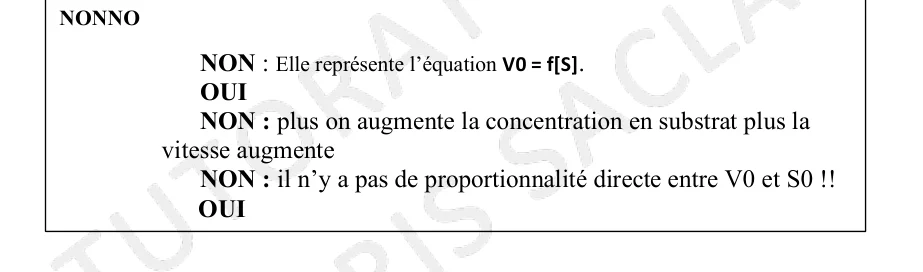 NONNO
NON : Elle représente l'équation V0 = f[S].
OUI
NON : plus on augmente la concentration en substrat plus la
vitesse augmente
NON : il n'y a pas de proportionnalité directe entre V0 et S0 !!
OUI